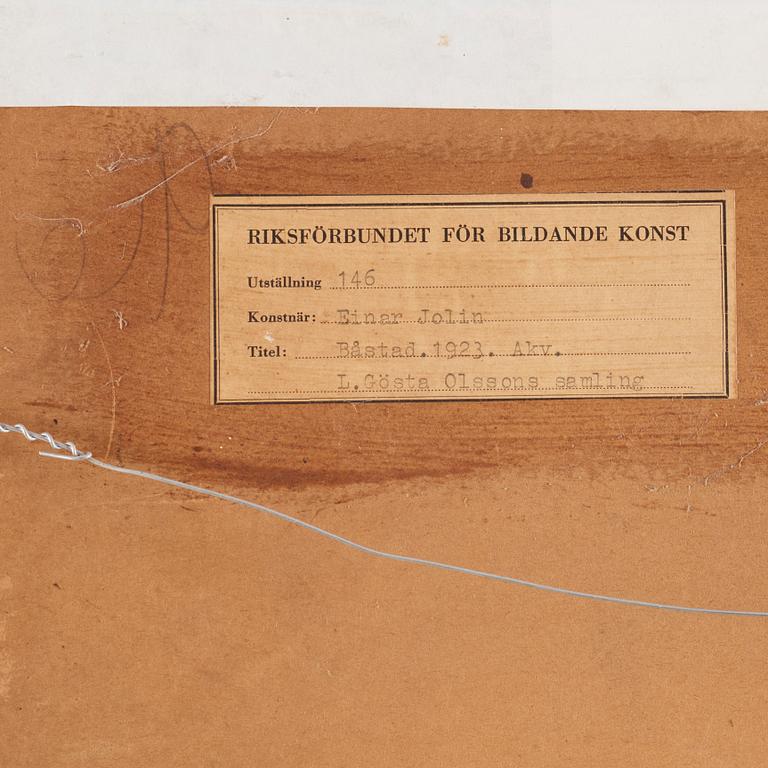 RIKSFÖRBUNDET FÖR BILDANDE KONST
Utställning 146
Konstnär: Einar Jolin
Titel: Båstad.1923. Akv.
L.Gösta Olssons samling